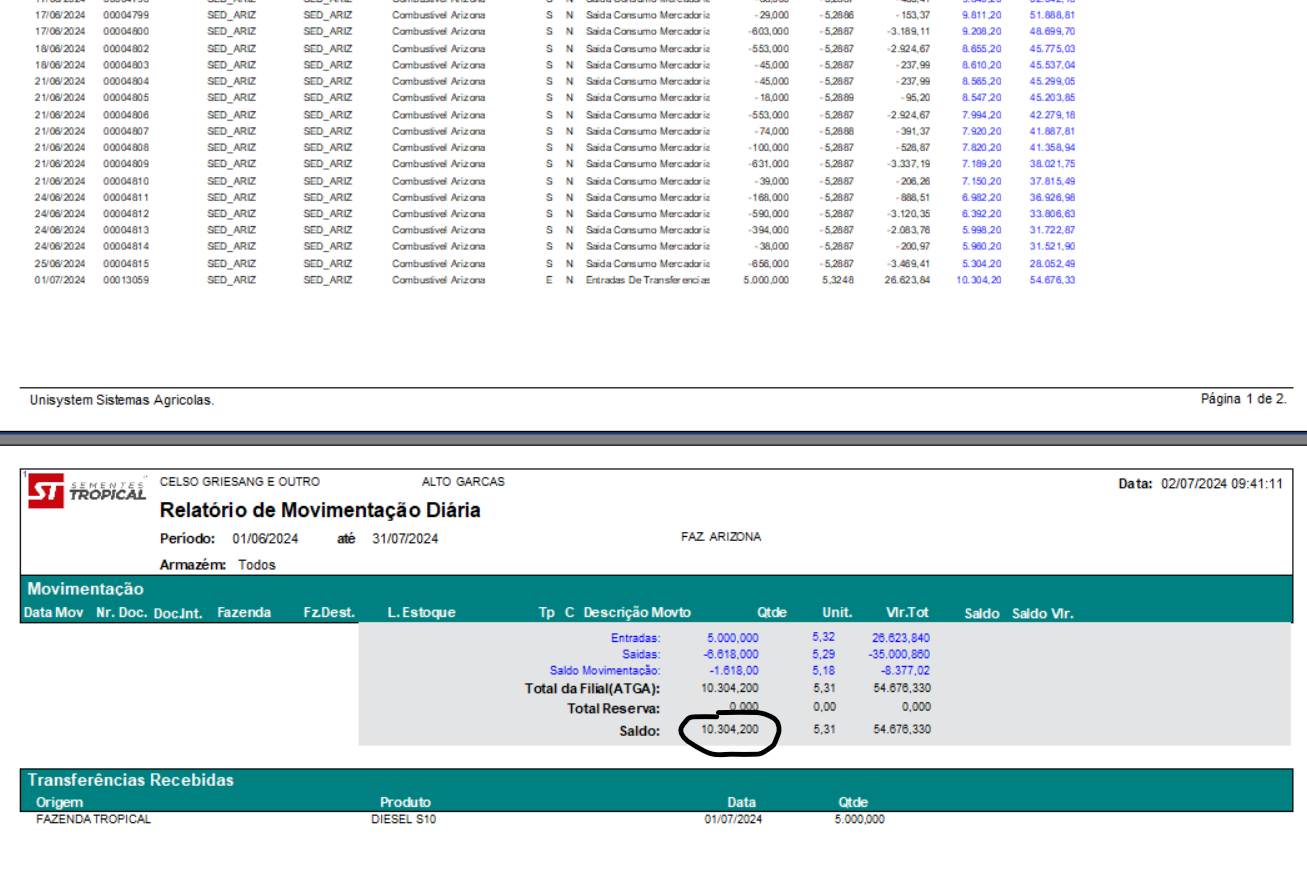 17/06/2024 00004799 SED_ARIZ SED_ARIZ Combustivel Arizona S N Saida Consumo Mercadoria -29,000 -5,2886 -153,37 9.811,20 51.888,81
17/06/2024 00004800 SED_ARIZ SED_ARIZ Combustivel Arizona S N Saida Consumo Mercadoria -603,000 -5,2887 -3.189,11 9.208,20 48.699,70
18/06/2024 00004802 SED_ARIZ SED_ARIZ Combustivel Arizona S N Saida Consumo Mercadoria -553,000 -5,2887 -2.924,67 8.655,20 45.775,03
18/06/2024 00004803 SED_ARIZ SED_ARIZ Combustivel Arizona S N Saida Consumo Mercadoria -45,000 -5,2887 -237,99 8.610,20 45.537,04
21/06/2024 00004804 SED_ARIZ SED_ARIZ Combustivel Arizona S N Saida Consumo Mercadoria -45,000 -5,2887 -237,99 8.565,20 45.299,05
21/06/2024 00004805 SED_ARIZ SED_ARIZ Combustivel Arizona S N Saida Consumo Mercadoria -18,000 -5,2889 -95,20 8.547,20 45.203,85
21/06/2024 00004806 SED_ARIZ SED_ARIZ Combustivel Arizona S N Saida Consumo Mercadoria -553,000 -5,2887 -2.924,67 7.994,20 42.279,18
21/06/2024 00004807 SED_ARIZ SED_ARIZ Combustivel Arizona S N Saida Consumo Mercadoria -74,000 -5,2888 -391,37 7.920,20 41.887,81
21/06/2024 00004808 SED_ARIZ SED_ARIZ Combustivel Arizona S N Saida Consumo Mercadoria -100,000 -5,2887 -528,87 7.820,20 41.358,94
21/06/2024 00004809 SED_ARIZ SED_ARIZ Combustivel Arizona S N Saida Consumo Mercadoria -631,000 -5,2887 -3.337,19 7.189,20 38.021,75
21/06/2024 00004810 SED_ARIZ SED_ARIZ Combustivel Arizona S N Saida Consumo Mercadoria -39,000 -5,2887 -206,26 7.150,20 37.815,49
24/06/2024 00004811 SED_ARIZ SED_ARIZ Combustivel Arizona S N Saida Consumo Mercadoria -168,000 -5,2887 -888,51 6.982,20 36.926,98
24/06/2024 00004812 SED_ARIZ SED_ARIZ Combustivel Arizona S N Saida Consumo Mercadoria -590,000 -5,2887 -3.120,35 6.392,20 33.806,63
24/06/2024 00004813 SED_ARIZ SED_ARIZ Combustivel Arizona S N Saida Consumo Mercadoria -394,000 -5,2887 -2.083,76 5.998,20 31.722,87
24/06/2024 00004814 SED_ARIZ SED_ARIZ Combustivel Arizona S N Saida Consumo Mercadoria -38,000 -5,2887 -200,97 5.960,20 31.521,90
25/06/2024 00004815 SED_ARIZ SED_ARIZ Combustivel Arizona S N Saida Consumo Mercadoria -656,000 -5,2887 -3.469,41 5.304,20 28.052,49
01/07/2024 00013059 SED_ARIZ SED_ARIZ Combustivel Arizona E N Entradas De Transferencias 5.000,000 5,3248 26.623,84 10.304,20 54.676,33
Unisystem Sistemas Agricolas. Página 1 de 2.
1 ST SEMENTES TROPICAL CELSO GRIESANG E OUTRO ALTO GARCAS Data: 02/07/2024 09:41:11
Relatório de Movimentação Diária
Periodo: 01/06/2024 até 31/07/2024 FAZ. ARIZONA
Armazém: Todos
Movimentação
Data Mov Nr. Doc. Doc.Int. Fazenda Fz.Dest. L. Estoque Tp C Descrição Movto Qtde Unit. Vlr.Tot Saldo Saldo Vlr.
Entradas: 5.000,000 5,32 26.623,840
Saidas: -6.618,000 5,29 -35.000,860
Saldo Movimentação: -1.618,00 5,18 -8.377,02
Total da Filial(ATGA): 10.304,200 5,31 54.676,330
Total Reserva: 0,000 0,00 0,000
Saldo: 10.304,200 5,31 54.676,330
Transferências Recebidas
Origem Produto Data Qtde
FAZENDA TROPICAL DIESEL S10 01/07/2024 5.000,000